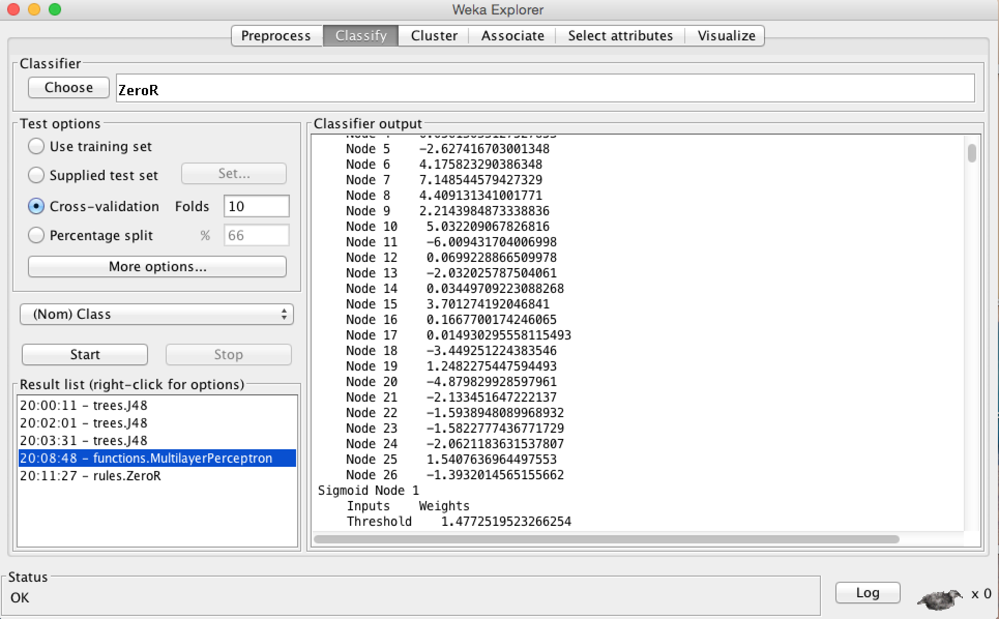 Weka Explorer
Preprocess Classify Cluster Associate Select attributes Visualize
Classifier
Choose ZeroR
Test options
Use training set
Supplied test set Set...
Cross-validation Folds 10
Percentage split % 66
More options...
(Nom) Class
Start Stop
Result list (right-click for options)
20:00:11 - trees.J48
20:02:01 - trees.J48
20:03:31 - trees.J48
20:08:48 - functions.MultilayerPerceptron
20:11:27 - rules.ZeroR
Classifier output
Node 5 -2.627416703001348
Node 6 4.175823290386348
Node 7 7.148544579427329
Node 8 4.409131341001771
Node 9 2.2143984873338836
Node 10 5.032209067826816
Node 11 -6.009431704006998
Node 12 0.0699228866509978
Node 13 -2.032025787504061
Node 14 0.03449709223088268
Node 15 3.701274192046841
Node 16 0.1667700174246065
Node 17 0.014930295558115493
Node 18 -3.449251224383546
Node 19 1.2482275447594493
Node 20 -4.879829928597961
Node 21 -2.133451647222137
Node 22 -1.5938948089968932
Node 23 -1.5822777436771729
Node 24 -2.0621183631537807
Node 25 1.5407636964497553
Node 26 -1.3932014565155662
Sigmoid Node 1
Inputs Weights
Threshold 1.4772519523266254
Status
OK
Log x 0